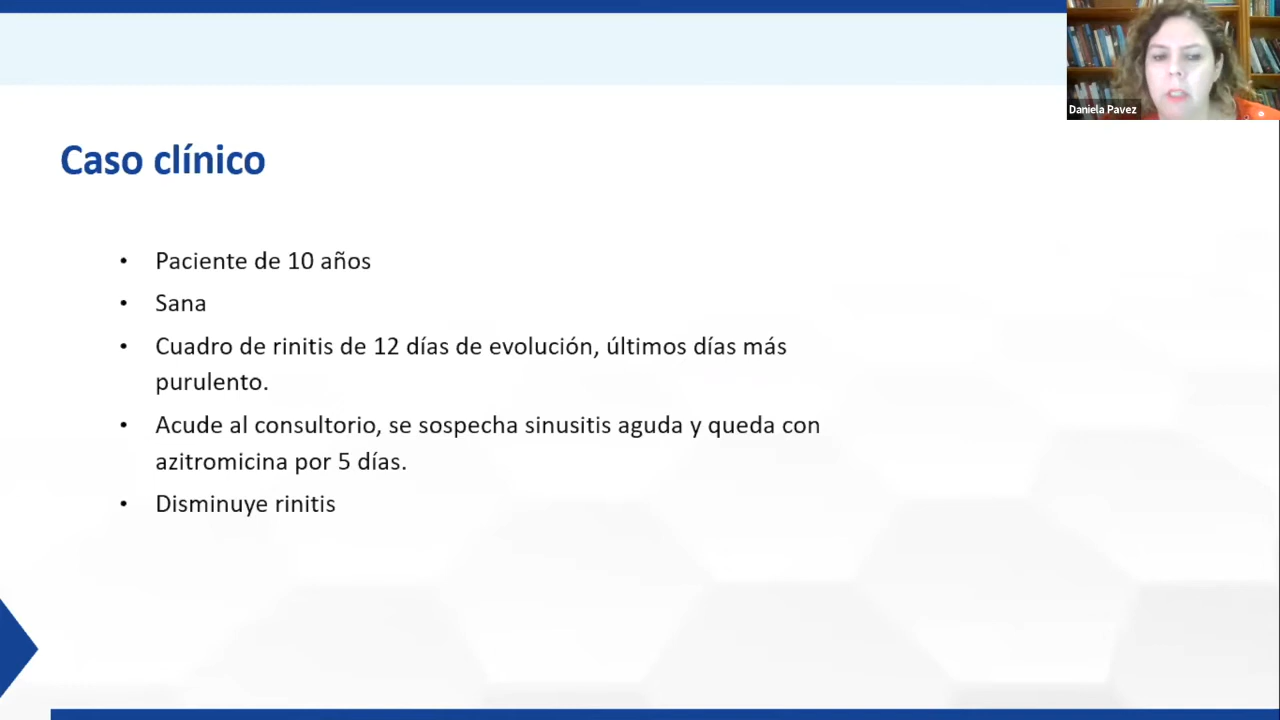 Daniela Pavez
Caso clínico
• Paciente de 10 años
• Sana
• Cuadro de rinitis de 12 días de evolución, últimos días más
purulento.
• Acude al consultorio, se sospecha sinusitis aguda y queda con
azitromicina por 5 días.
• Disminuye rinitis